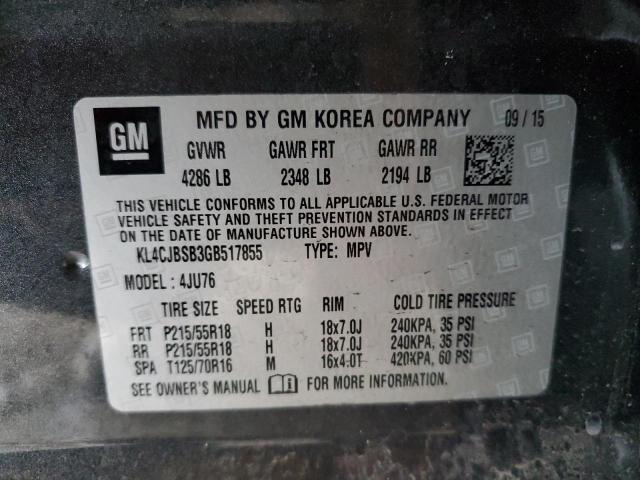 GM MFD BY GM KOREA COMPANY 09 / 15
GVWR GAWR FRT GAWR RR
4286 LB 2348 LB 2194 LB
THIS VEHICLE CONFORMS TO ALL APPLICABLE U.S. FEDERAL MOTOR
VEHICLE SAFETY AND THEFT PREVENTION STANDARDS IN EFFECT
ON THE DATE OF MANUFACTURE SHOWN ABOVE.
KL4CJBSB3GB517855 TYPE: MPV
MODEL : 4JU76
TIRE SIZE SPEED RTG RIM COLD TIRE PRESSURE
FRT P215/55R18 H 18x7.0J 240KPA, 35 PSI
RR P215/55R18 H 18x7.0J 240KPA, 35 PSI
SPA T125/70R16 M 16x4.0T 420KPA, 60 PSI
SEE OWNER'S MANUAL FOR MORE INFORMATION.